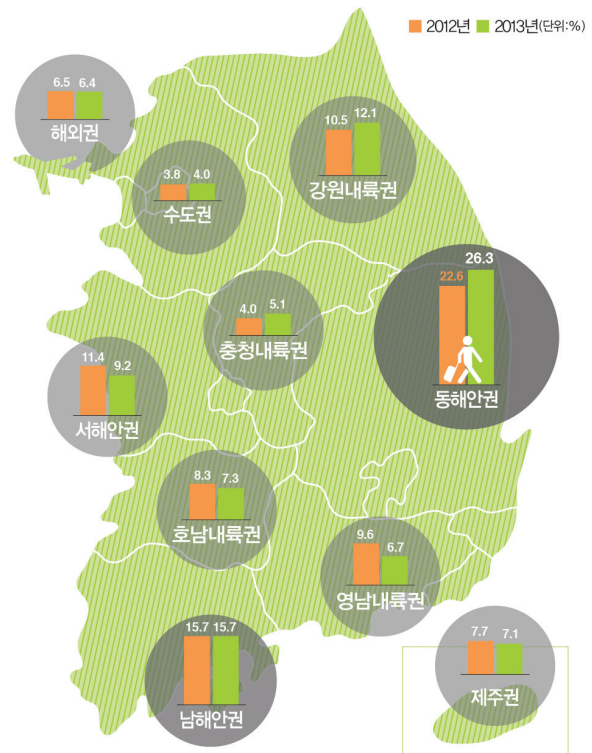 2012년 2013년(단위:%)
6.5 6.4
해외권
10.5 12.1
강원내륙권
3.8 4.0
수도권
22.6 26.3
동해안권
4.0 5.1
충청내륙권
11.4 9.2
서해안권
8.3 7.3
호남내륙권
9.6 6.7
영남내륙권
15.7 15.7
남해안권
7.7 7.1
제주권